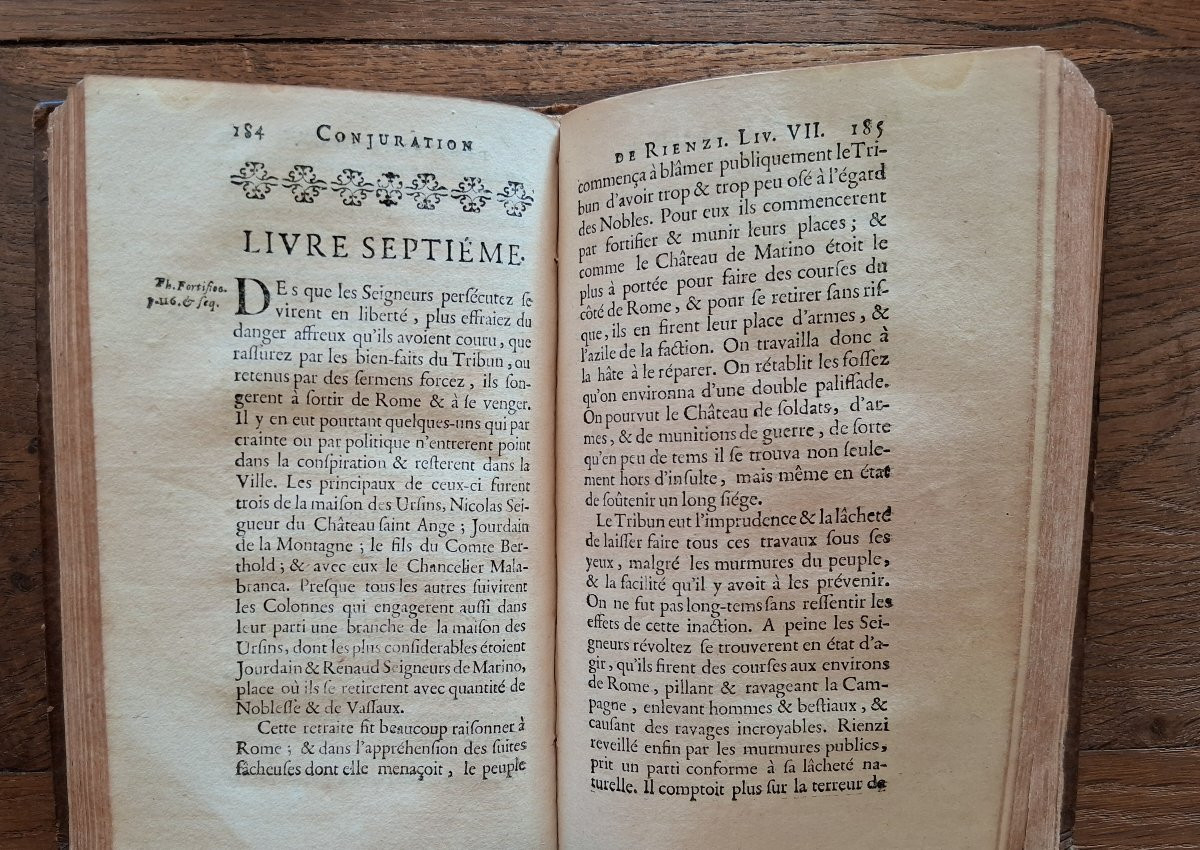 184 CONJURATION
LIVRE SEPTIÉME.
Ph. Fortifioc.
p. 116. & seq.
DEs que les Seigneurs perſécutez ſe
virent en liberté, plus effraiez du
danger affreux qu'ils avoient couru, que
raſſurez par les bien-faits du Tribun, ou
retenus par des ſermens forcez, ils ſon-
gerent à ſortir de Rome & à ſe venger.
Il y en eut pourtant quelques-uns qui par
crainte ou par politique n'entrerent point
dans la conſpiration & reſterent dans la
Ville. Les principaux de ceux-ci furent
trois de la maiſon des Urſins, Nicolas Sei-
gueur du Château ſaint Ange; Jourdain
de la Montagne; le fils du Comte Ber-
thold; & avec eux le Chancelier Mala-
branca. Preſque tous les autres ſuivirent
les Colonnes qui engagerent auſſi dans
leur parti une branche de la maiſon des
Urſins, dont les plus conſiderables étoient
Jourdain & Rénaud Seigneurs de Marino,
place où ils ſe retirerent avec quantité de
Nobleſſe & de Vaſſaux.
Cette retraite fit beaucoup raiſonner à
Rome; & dans l'appréhenſion des ſuites
fâcheuſes dont elle menaçoit, le peuple
DE RIENZI. LIV. VII. 185
commença à blâmer publiquement le Tri-
bun d'avoir trop & trop peu oſé à l'égard
des Nobles. Pour eux ils commencerent
par fortifier & munir leurs places; &
comme le Château de Marino étoit le
plus à portée pour faire des courſes du
côté de Rome, & pour ſe retirer ſans riſ-
que, ils en firent leur place d'armes, &
l'azile de la faction. On travailla donc à
la hâte à le réparer. On rétablit les foſſez
qu'on environna d'une double paliſſade.
On pourvut le Château de ſoldats, d'ar-
mes, & de munitions de guerre, de ſorte
qu'en peu de tems il ſe trouva non ſeule-
ment hors d'inſulte, mais même en état
de ſoûtenir un long ſiége.
Le Tribun eut l'imprudence & la lâcheté
de laiſſer faire tous ces travaux ſous ſes
yeux, malgré les murmures du peuple,
& la facilité qu'il y avoit à les prévenir.
On ne fut pas long-tems ſans reſſentir les
effets de cette inaction. A peine les Sei-
gneurs révoltez ſe trouverent en état d'a-
gir, qu'ils firent des courſes aux environs
de Rome, pillant & ravageant la Cam-
pagne, enlevant hommes & beſtiaux, &
cauſant des ravages incroyables. Rienzi
reveillé enfin par les murmures publics,
prit un parti conforme à ſa lâcheté na-
turelle. Il comptoit plus ſur la terreur de